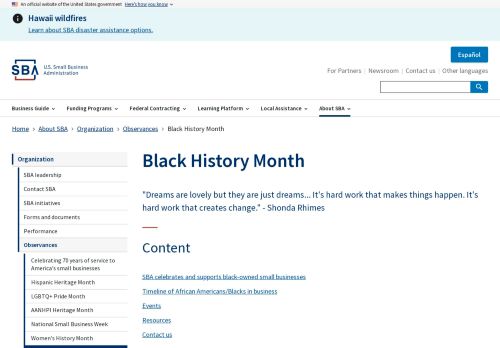 An official website of the United States government Here's how you know
Hawaii wildfires
Learn about SBA disaster assistance options.
Español
SBA
U.S. Small Business
Administration
For Partners Newsroom Contact us Other languages
Business Guide Funding Programs Federal Contracting Learning Platform Local Assistance About SBA
Home About SBA Organization Observances Black History Month
Organization
SBA leadership
Contact SBA
SBA initiatives
Forms and documents
Performance
Observances
Celebrating 70 years of service to
America's small businesses
Hispanic Heritage Month
LGBTQ+ Pride Month
AANHPI Heritage Month
National Small Business Week
Women's History Month
Black History Month
"Dreams are lovely but they are just dreams... It's hard work that makes things happen. It's
hard work that creates change." - Shonda Rhimes
Content
SBA celebrates and supports black-owned small businesses
Timeline of African Americans/Blacks in business
Events
Resources
Contact us